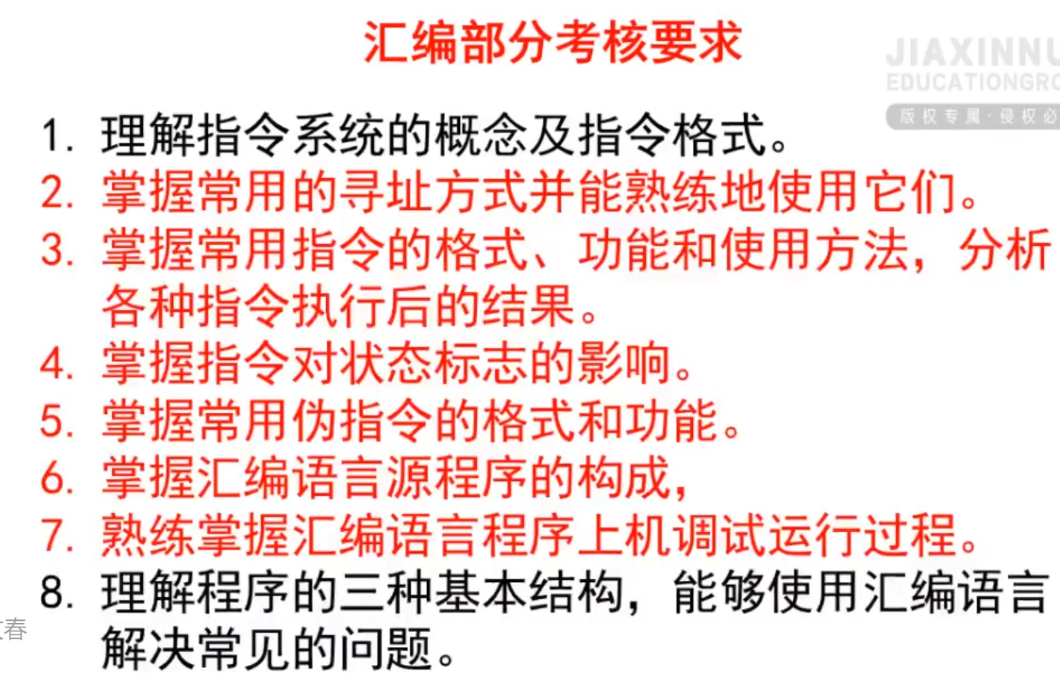 汇编部分考核要求
JIAXINNU
EDUCATIONGRO
版权专属·侵权必
1. 理解指令系统的概念及指令格式。
2. 掌握常用的寻址方式并能熟练地使用它们。
3. 掌握常用指令的格式、功能和使用方法，分析
各种指令执行后的结果。
4. 掌握指令对状态标志的影响。
5. 掌握常用伪指令的格式和功能。
6. 掌握汇编语言源程序的构成，
7. 熟练掌握汇编语言程序上机调试运行过程。
8. 理解程序的三种基本结构，能够使用汇编语言
春
解决常见的问题。